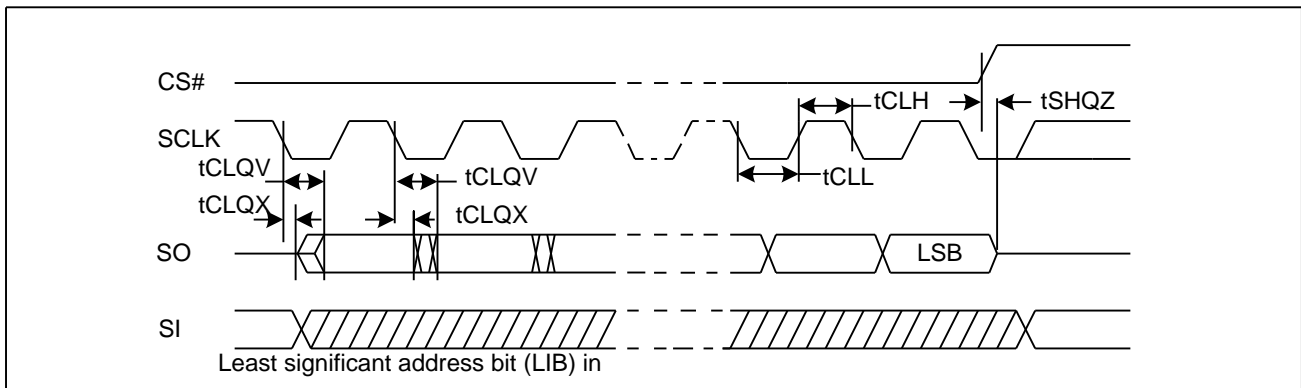 CS#
tCLH
tSHQZ
SCLK
tCLQV
tCLQV
tCLL
tCLQX
tCLQX
SO
LSB
SI
Least significant address bit (LIB) in